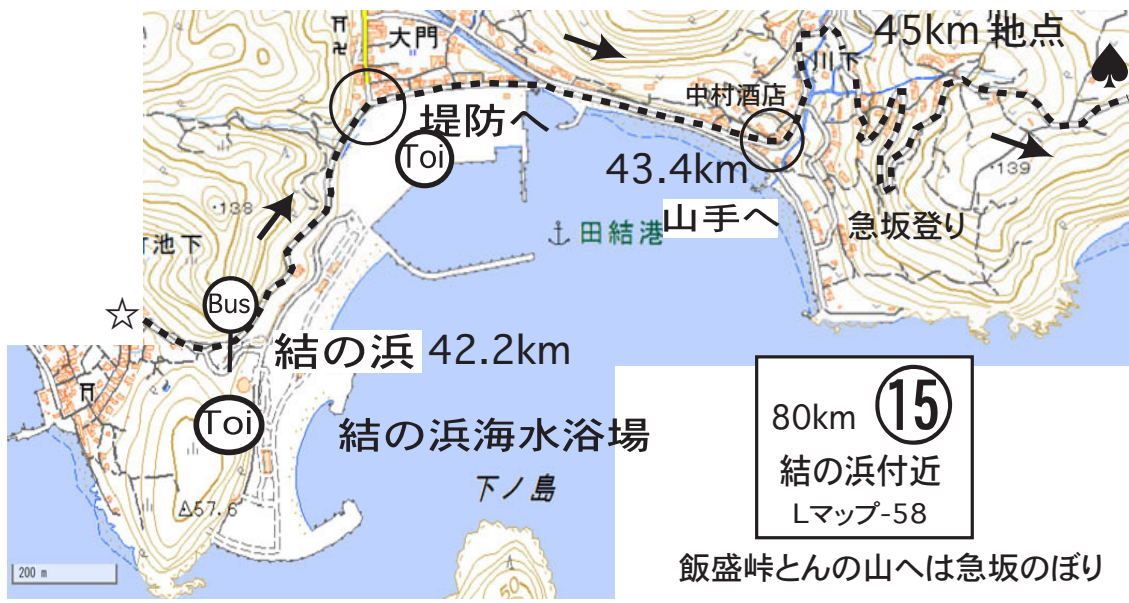 大門
45km 地点
川下
中村酒店
堤防へ
Toi
43.4km
山手へ
・138
・139
急坂登り
田結港
池下
Bus
☆
結の浜 42.2km
Toi
結の浜海水浴場
下ノ島
△57.6
50
200 m
80km ⑮
結の浜付近
Lマップ-58
飯盛峠とんの山へは急坂のぼり